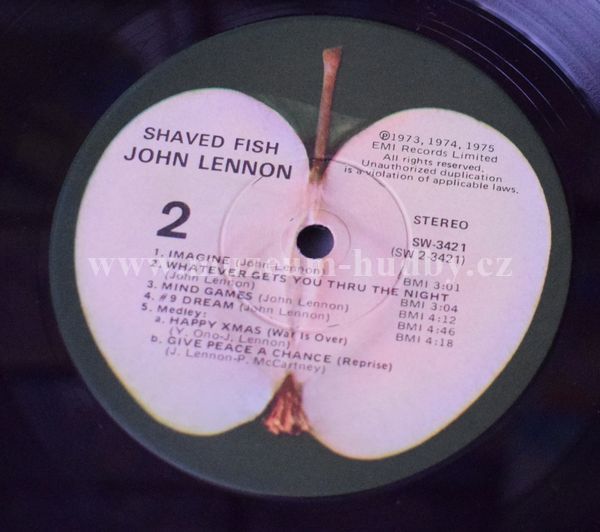 SHAVED FISH
JOHN LENNON
℗1973, 1974, 1975
EMI Records Limited
All rights reserved.
Unauthorized duplication
is a violation of applicable laws.
2
STEREO
SW-3421
(SW-2-3421)
1. IMAGINE (John Lennon) BMI 3:01
2. WHATEVER GETS YOU THRU THE NIGHT
(John Lennon) BMI 3:04
3. MIND GAMES (John Lennon) BMI 4:12
4. #9 DREAM (John Lennon) BMI 4:46
5. Medley: BMI 4:18
a. HAPPY XMAS (War Is Over)
(Y. Ono-J. Lennon)
b. GIVE PEACE A CHANCE (Reprise)
(J. Lennon-P. McCartney)
www.museum-hudby.cz